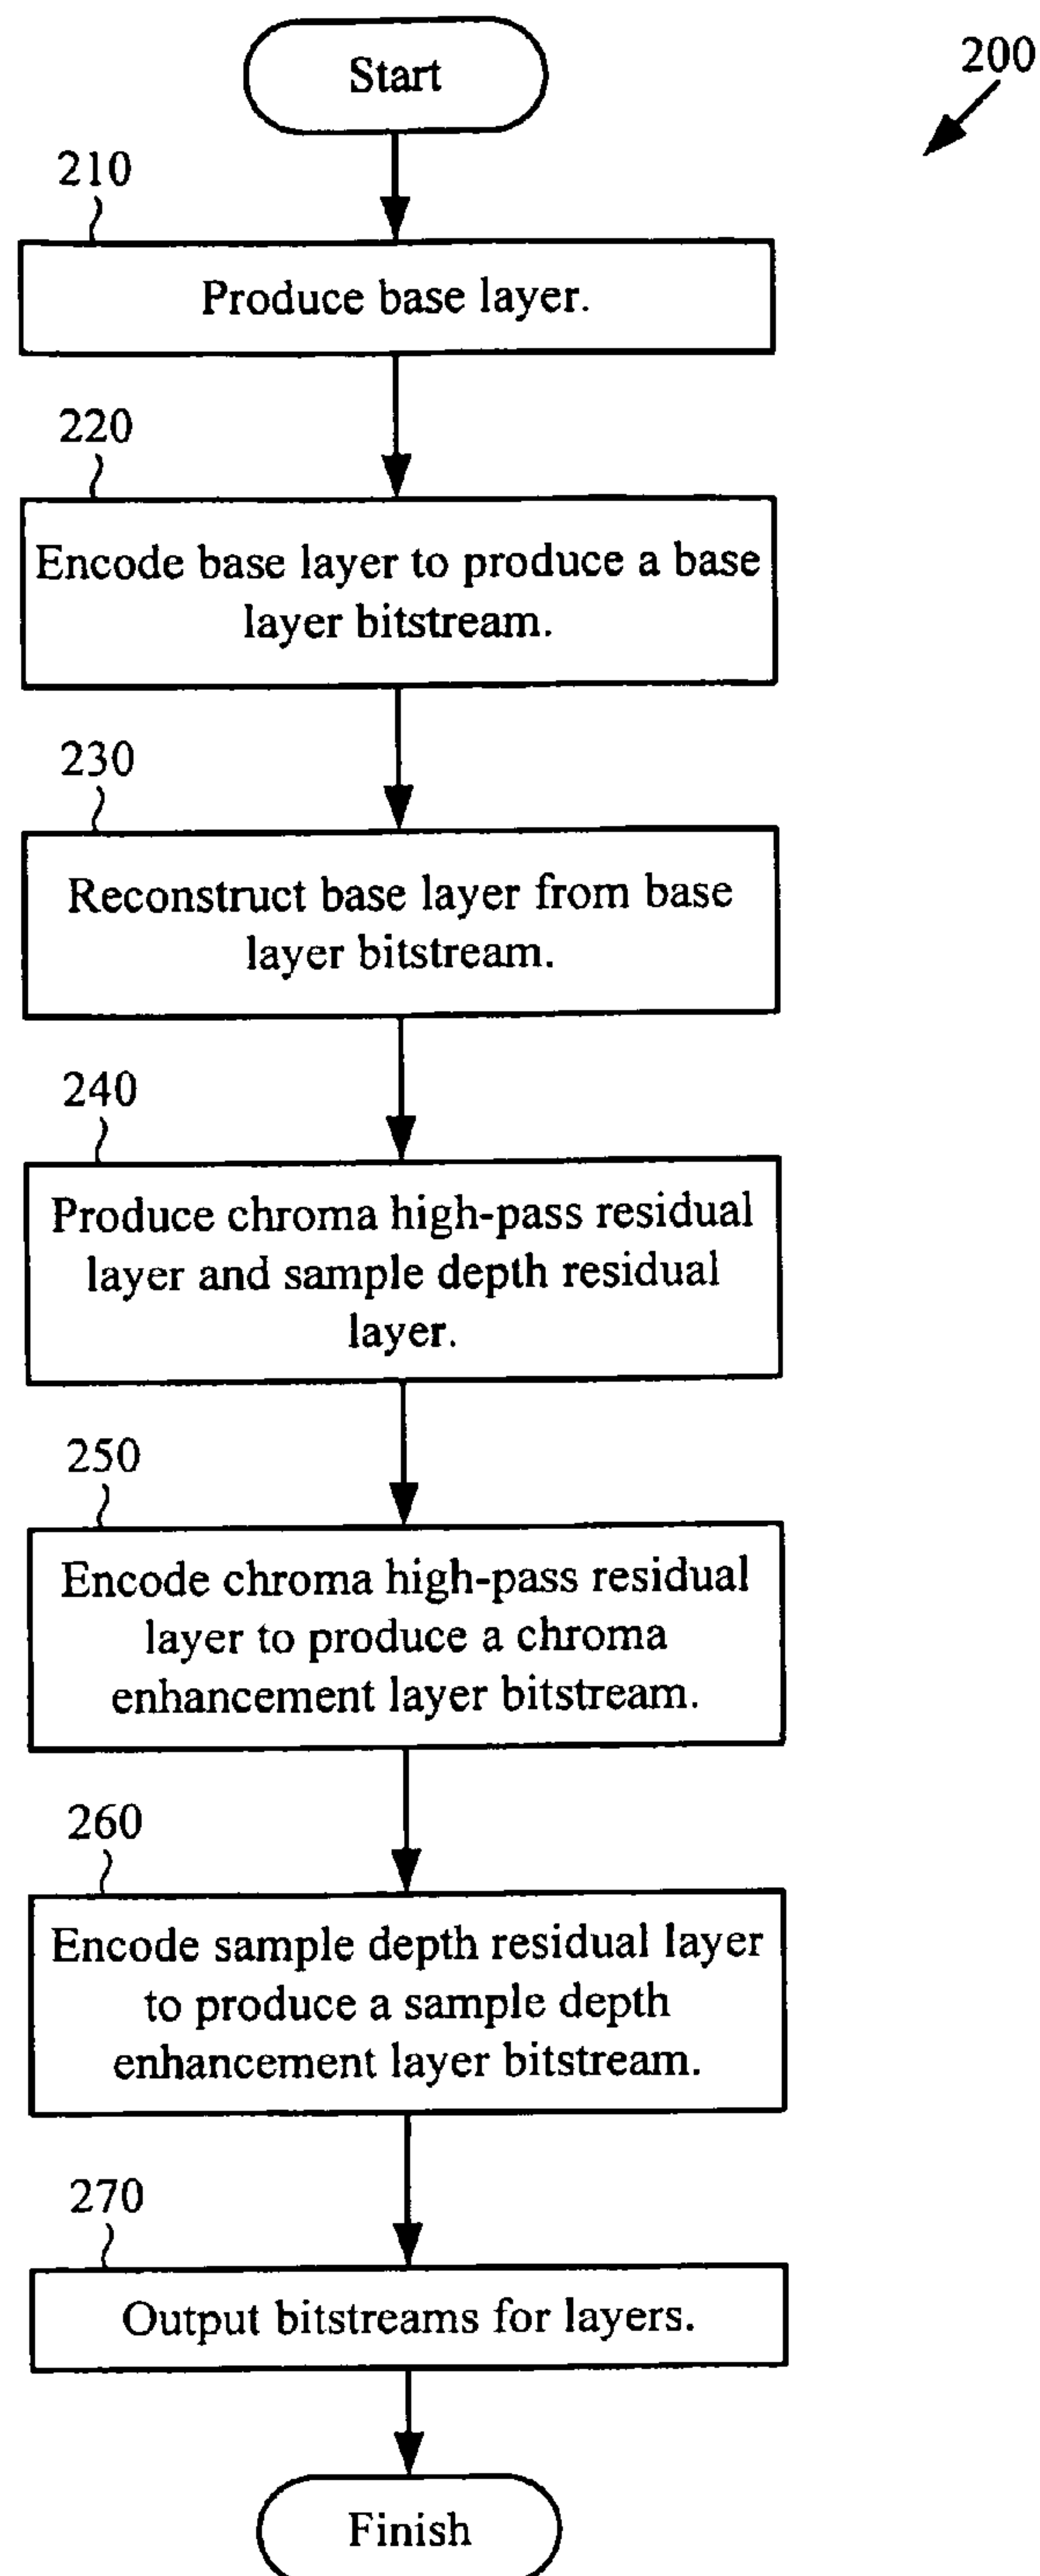 Start
200
210
Produce base layer.
220
Encode base layer to produce a base
layer bitstream.
230
Reconstruct base layer from base
layer bitstream.
240
Produce chroma high-pass residual
layer and sample depth residual
layer.
250
Encode chroma high-pass residual
layer to produce a chroma
enhancement layer bitstream.
260
Encode sample depth residual layer
to produce a sample depth
enhancement layer bitstream.
270
Output bitstreams for layers.
Finish